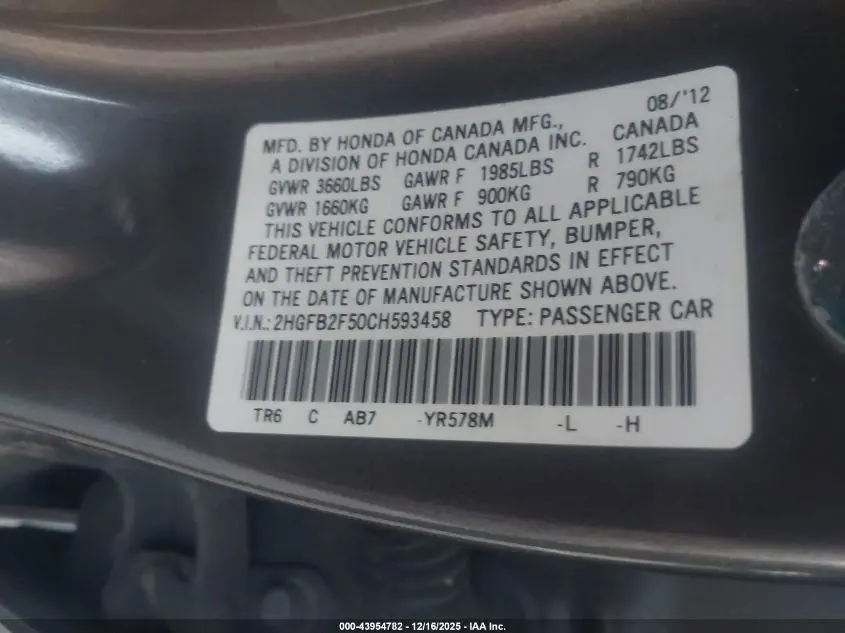 08/'12
MFD. BY HONDA OF CANADA MFG.,
A DIVISION OF HONDA CANADA INC. CANADA
GVWR 3660LBS GAWR F 1985LBS R 1742LBS
GVWR 1660KG GAWR F 900KG R 790KG
THIS VEHICLE CONFORMS TO ALL APPLICABLE
FEDERAL MOTOR VEHICLE SAFETY, BUMPER,
AND THEFT PREVENTION STANDARDS IN EFFECT
ON THE DATE OF MANUFACTURE SHOWN ABOVE.
V.I.N.: 2HGFB2F50CH593458 TYPE: PASSENGER CAR
TR6 C AB7 -YR578M -L -H
000-43954782 - 12/16/2025 - IAA Inc.